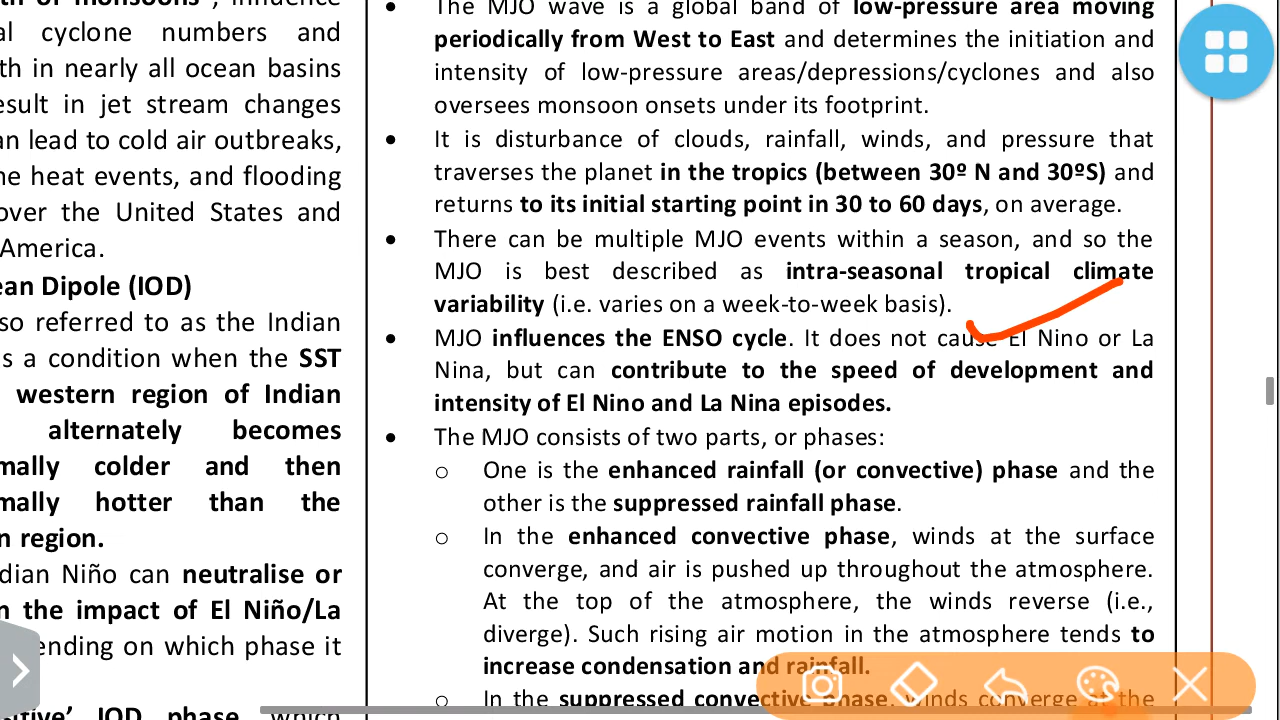 th of monsoons', influence
al cyclone numbers and
th in nearly all ocean basins
esult in jet stream changes
an lead to cold air outbreaks,
ne heat events, and flooding
over the United States and
America.
ean Dipole (IOD)
so referred to as the Indian
s a condition when the SST
western region of Indian
alternately becomes
mally colder and then
mally hotter than the
n region.
dian Niño can neutralise or
n the impact of El Niño/La
ending on which phase it
sitive' IOD phase, which
• The MJO wave is a global band of low-pressure area moving
periodically from West to East and determines the initiation and
intensity of low-pressure areas/depressions/cyclones and also
oversees monsoon onsets under its footprint.
• It is disturbance of clouds, rainfall, winds, and pressure that
traverses the planet in the tropics (between 30º N and 30ºS) and
returns to its initial starting point in 30 to 60 days, on average.
• There can be multiple MJO events within a season, and so the
MJO is best described as intra-seasonal tropical climate
variability (i.e. varies on a week-to-week basis).
• MJO influences the ENSO cycle. It does not cause El Nino or La
Nina, but can contribute to the speed of development and
intensity of El Nino and La Nina episodes.
• The MJO consists of two parts, or phases:
o One is the enhanced rainfall (or convective) phase and the
other is the suppressed rainfall phase.
o In the enhanced convective phase, winds at the surface
converge, and air is pushed up throughout the atmosphere.
At the top of the atmosphere, the winds reverse (i.e.,
diverge). Such rising air motion in the atmosphere tends to
increase condensation and rainfall.
o In the suppressed convective phase, winds converge at the